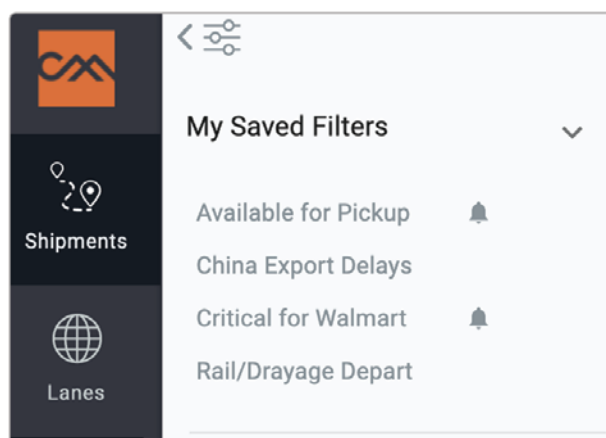 My Saved Filters
Available for Pickup
China Export Delays
Critical for Walmart
Rail/Drayage Depart
Shipments
Lanes